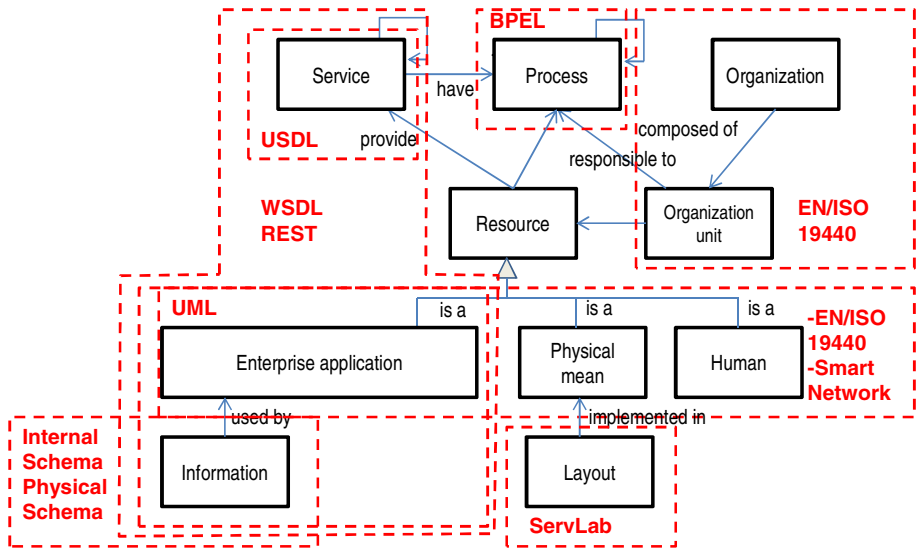 BPEL
Service
Process
Organization
have
USDL
provide
composed of
responsible to
WSDL
REST
Resource
Organization
unit
EN/ISO
19440
UML
is a
is a
is a
Enterprise application
Physical
mean
Human
-EN/ISO
19440
-Smart
Network
used by
implemented in
Internal
Schema
Physical
Schema
Information
Layout
ServLab